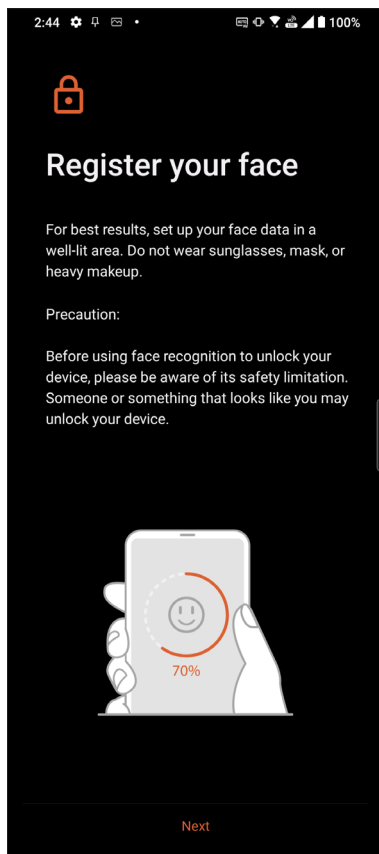 2:44
100%
Register your face
For best results, set up your face data in a
well-lit area. Do not wear sunglasses, mask, or
heavy makeup.
Precaution:
Before using face recognition to unlock your
device, please be aware of its safety limitation.
Someone or something that looks like you may
unlock your device.
70%
Next